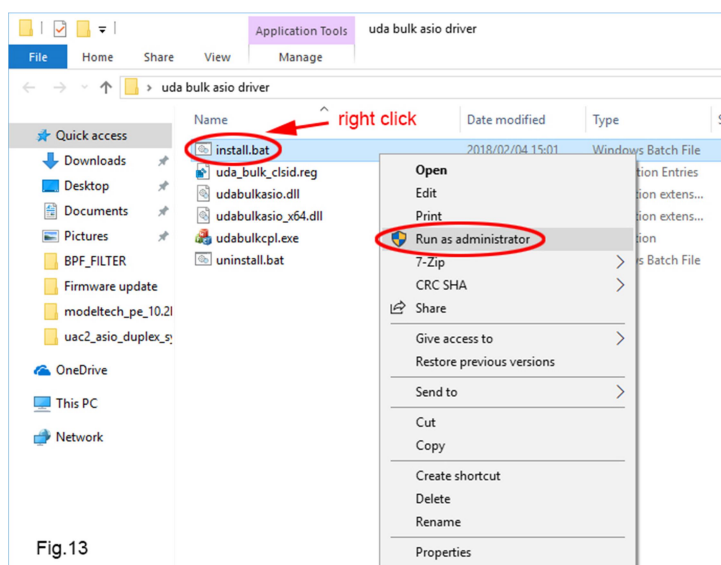 Application Tools
uda bulk asio driver
File
Home
Share
View
Manage
uda bulk asio driver
Name
right click
Date modified
Type
Quick access
Downloads
Desktop
Documents
Pictures
BPF_FILTER
Firmware update
modeltech_pe_10.2
uac2_asio_duplex_sy
OneDrive
This PC
Network
install.bat
2018/02/04 15:01
Windows Batch File
uda_bulk_clsid.reg
tion Entries
udabulkasio.dll
tion extens...
udabulkasio_x64.dll
tion extens...
udabulkcpl.exe
tion
uninstall.bat
s Batch File
Open
Edit
Print
Run as administrator
7-Zip
CRC SHA
Share
Give access to
Restore previous versions
Send to
Cut
Copy
Create shortcut
Delete
Rename
Properties
Fig.13